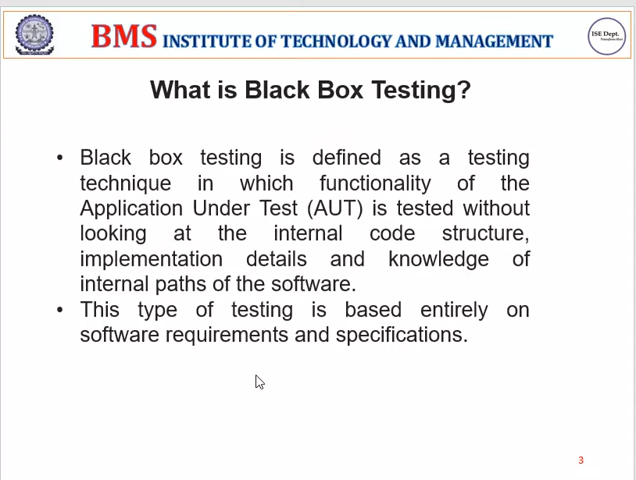 BMS INSTITUTE OF TECHNOLOGY AND MANAGEMENT
ISE Dept.
What is Black Box Testing?
• Black box testing is defined as a testing
technique in which functionality of the
Application Under Test (AUT) is tested without
looking at the internal code structure,
implementation details and knowledge of
internal paths of the software.
• This type of testing is based entirely on
software requirements and specifications.
3